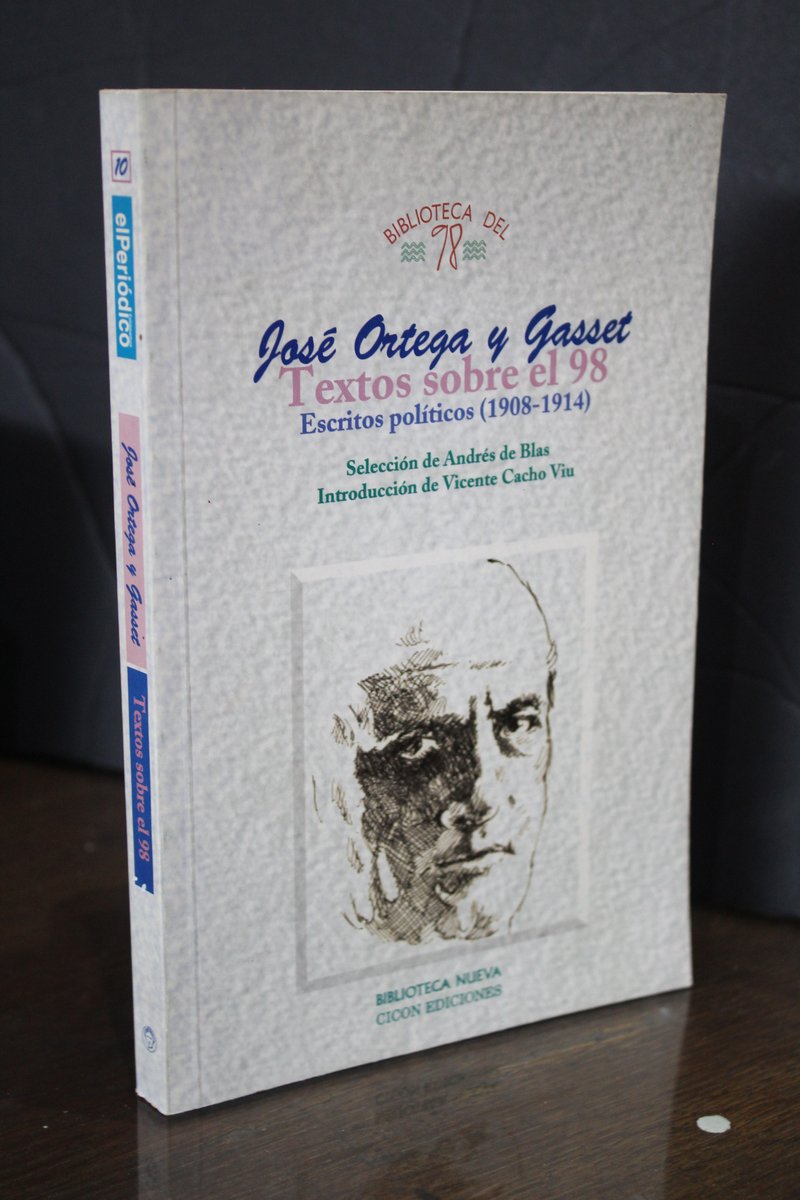 10
elPeriódico
José Ortega y Gasset
Textos sobre el 98
BIBLIOTECA DEL
98
José Ortega y Gasset
Textos sobre el 98
Escritos políticos (1908-1914)
Selección de Andrés de Blas
Introducción de Vicente Cacho Viu
BIBLIOTECA NUEVA
CICON EDICIONES